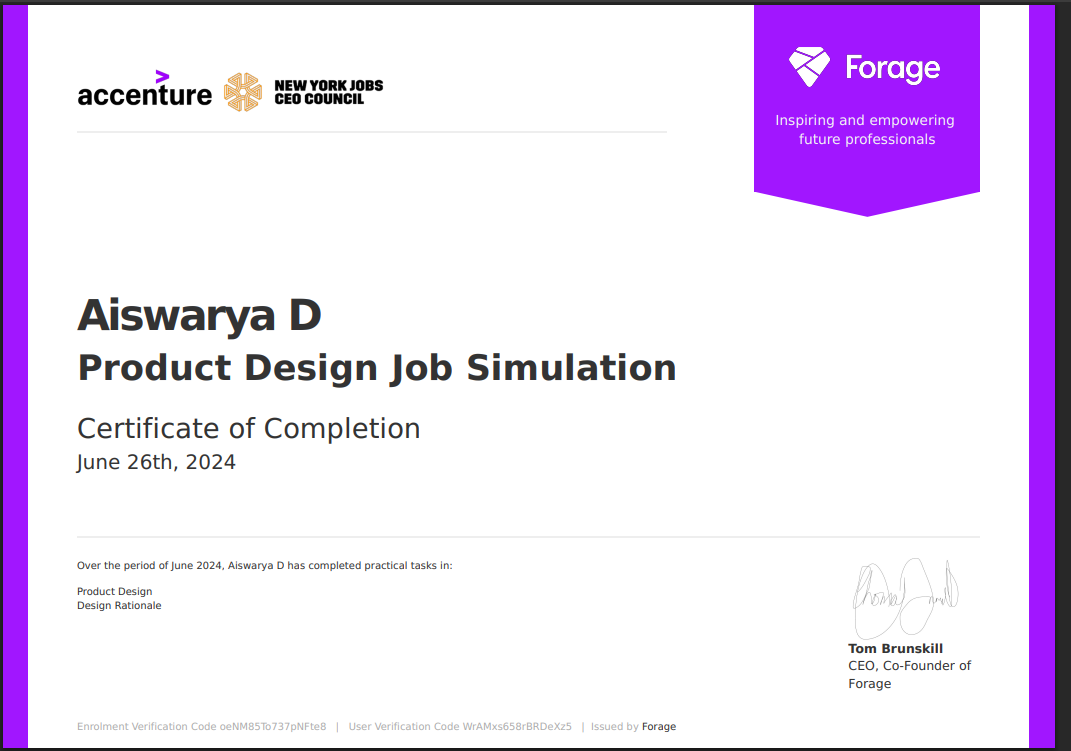 accenture
NEW YORK JOBS
CEO COUNCIL
Forage
Inspiring and empowering
future professionals
Aiswarya D
Product Design Job Simulation
Certificate of Completion
June 26th, 2024
Over the period of June 2024, Aiswarya D has completed practical tasks in:
Product Design
Design Rationale
Tom Brunskill
CEO, Co-Founder of
Forage
Enrolment Verification Code oeNM85To737pNFte8 | User Verification Code WrAMxs658rBRDeXz5 | Issued by Forage